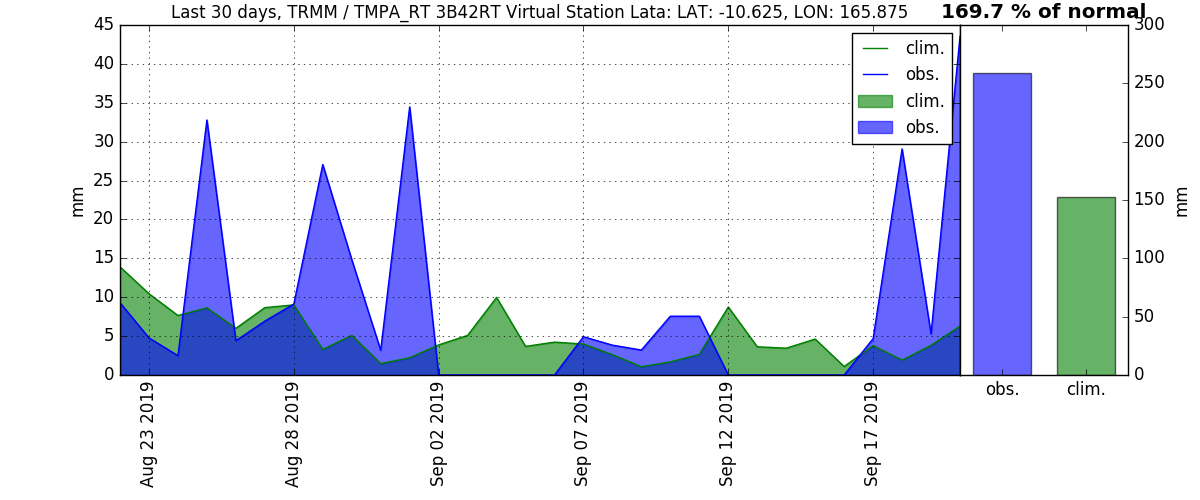 Last 30 days, TRMM / TMPA_RT 3B42RT Virtual Station Lata: LAT: -10.625, LON: 165.875
169.7 % of normal
45
40
35
30
25
20
15
10
5
0
mm
clim.
obs.
clim.
obs.
300
250
200
150
100
50
0
mm
obs.
clim.
Aug 23 2019
Aug 28 2019
Sep 02 2019
Sep 07 2019
Sep 12 2019
Sep 17 2019